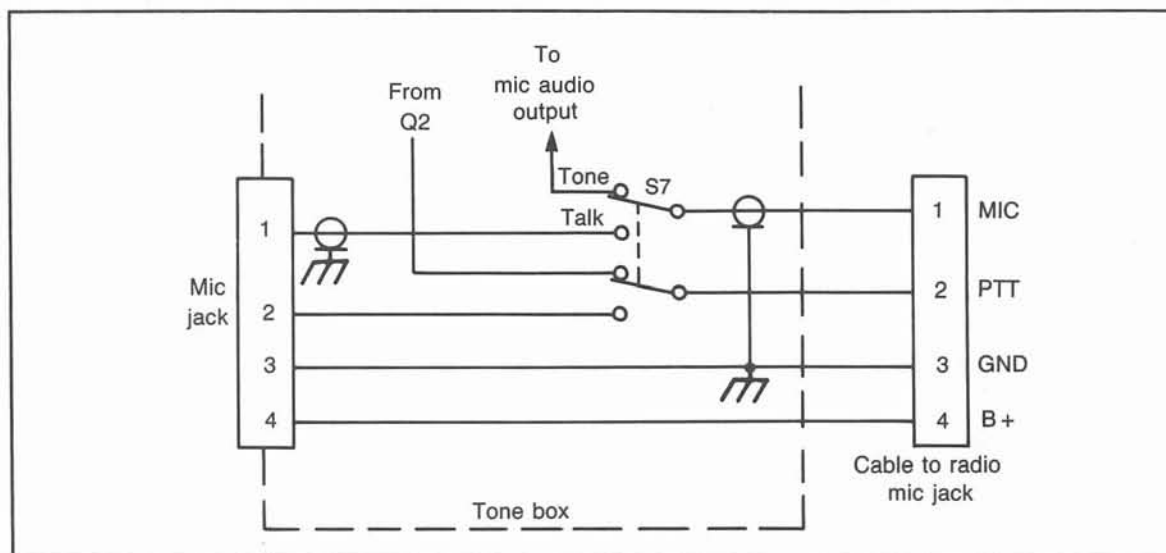 To
mic audio
output
From
Q2
Tone
S7
Talk
1
2
3
4
Mic
jack
1
2
3
4
MIC
PTT
GND
B+
Cable to radio
mic jack
Tone box